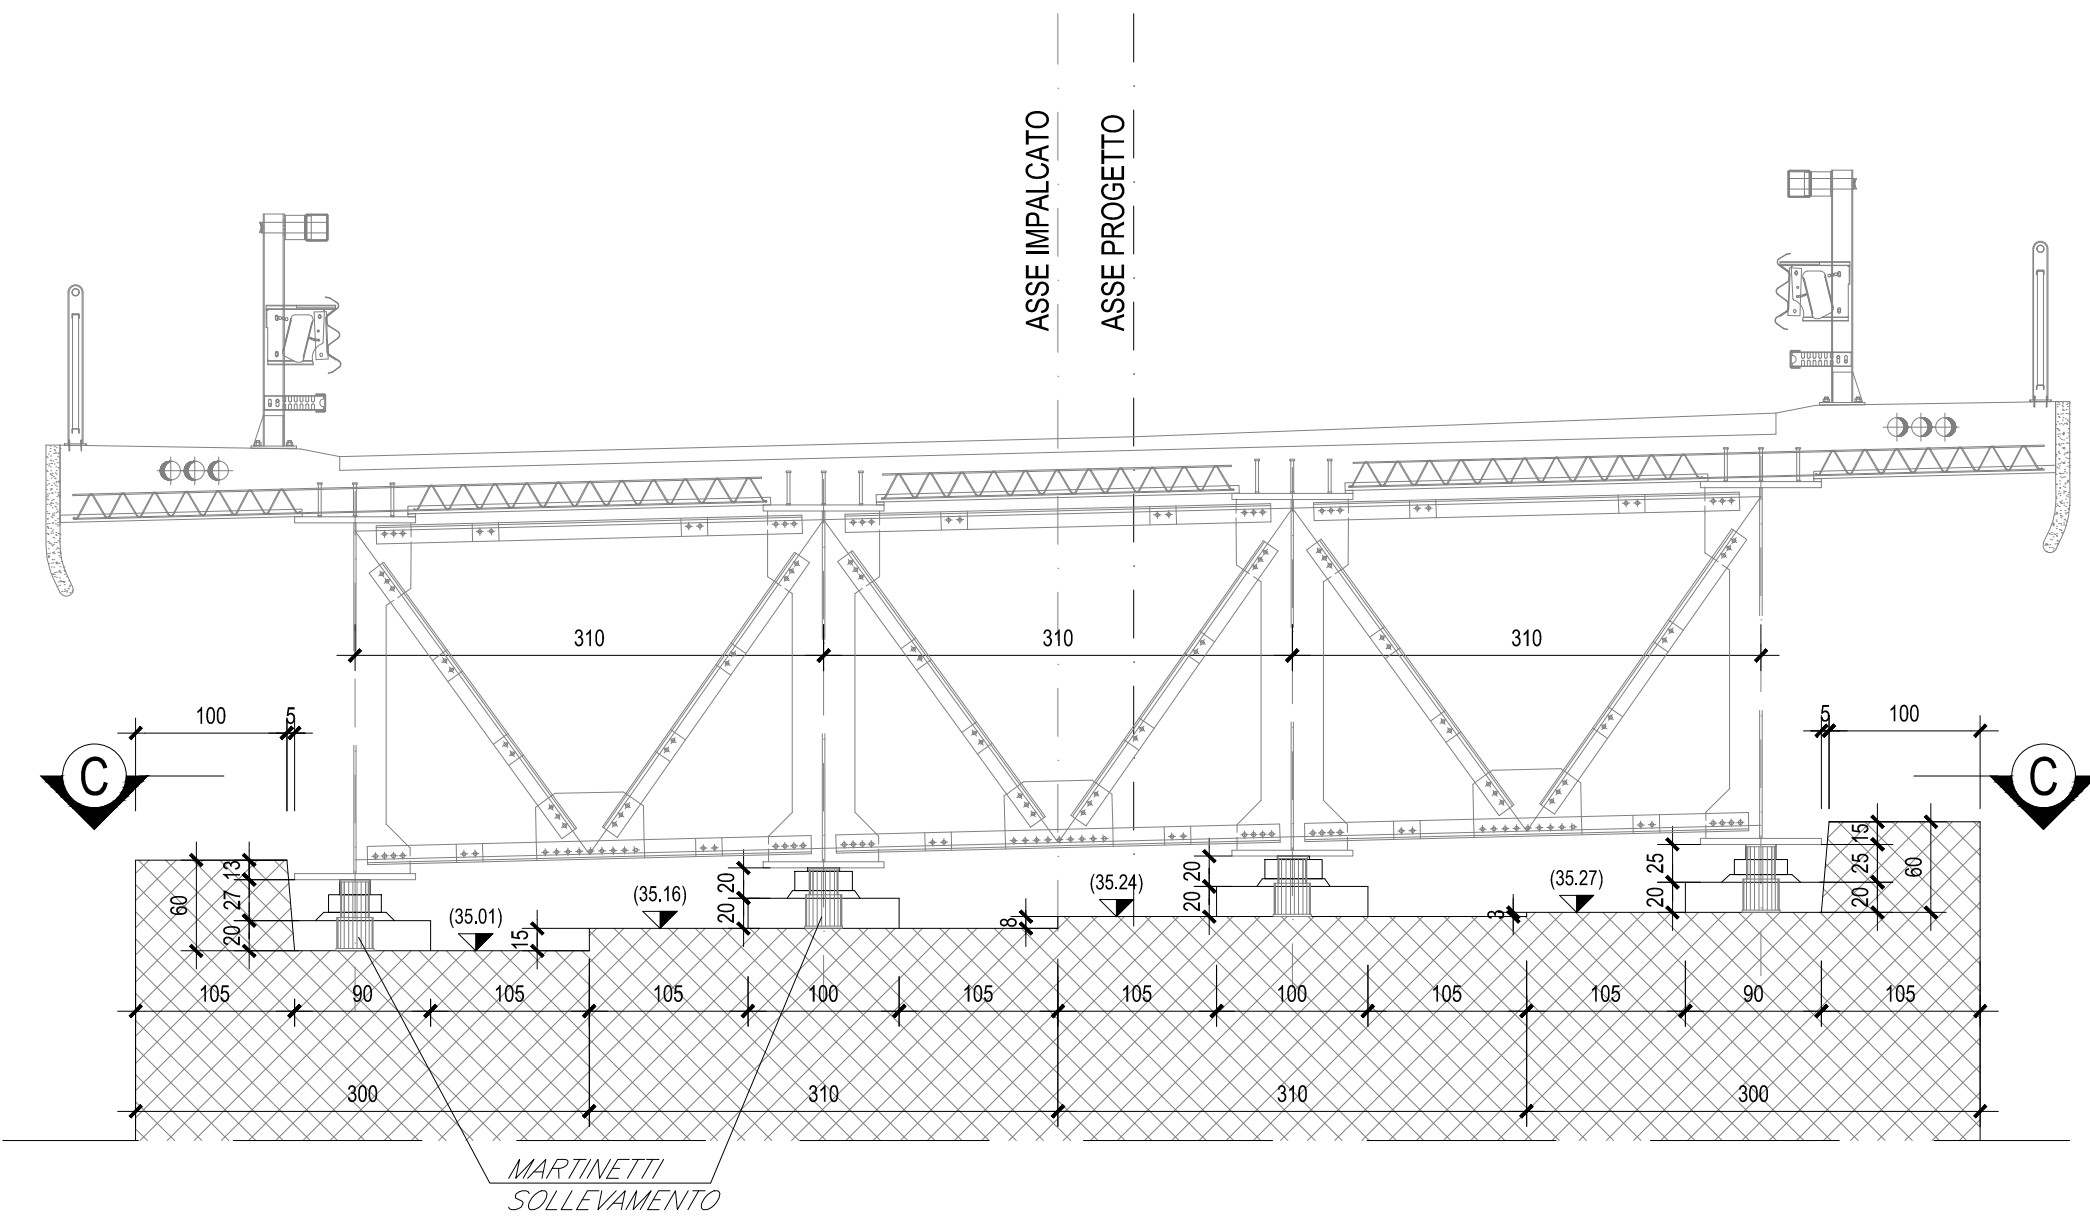 ASSE IMPALCATO
ASSE PROGETTO
310 310 310
100 5 5 100
C C
13 27 20 60
(35.01) 15
(35.16) 20 20
8 (35.24) 20 20
3 (35.27) 25 20
15 25 20 60
105 90 105 105 100 105 105 100 105 105 90 105
300 310 310 300
MARTINETTI
SOLLEVAMENTO